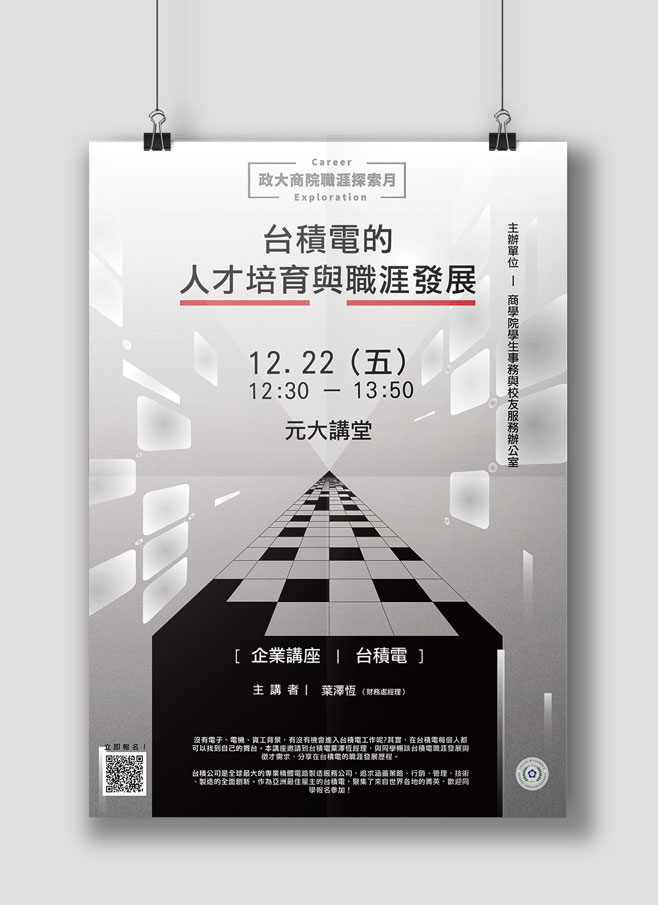 Career
政大商院職涯探索月
Exploration
台積電的
人才培育與職涯發展
主辦單位 | 商學院學生事務與校友服務辦公室
12.22（五）
12:30 － 13:50
元大講堂
[ 企業講座 | 台積電 ]
主講者| 葉澤恆（財務處經理）
沒有電子、電機、資工背景，有沒有機會進入台積電工作呢?其實，在台積電每個人都
可以找到自己的舞台。本講座邀請到台積電葉澤恆經理，與同學暢談台積電職涯發展與
徵才需求，分享在台積電的職涯發展歷程。
台積公司是全球最大的專業積體電路製造服務公司，追求涵蓋策略、行銷、管理、技術
、製造的全面創新。作為亞洲最佳雇主的台積電，聚集了來自世界各地的菁英，歡迎同
學報名參加！
立即報名！